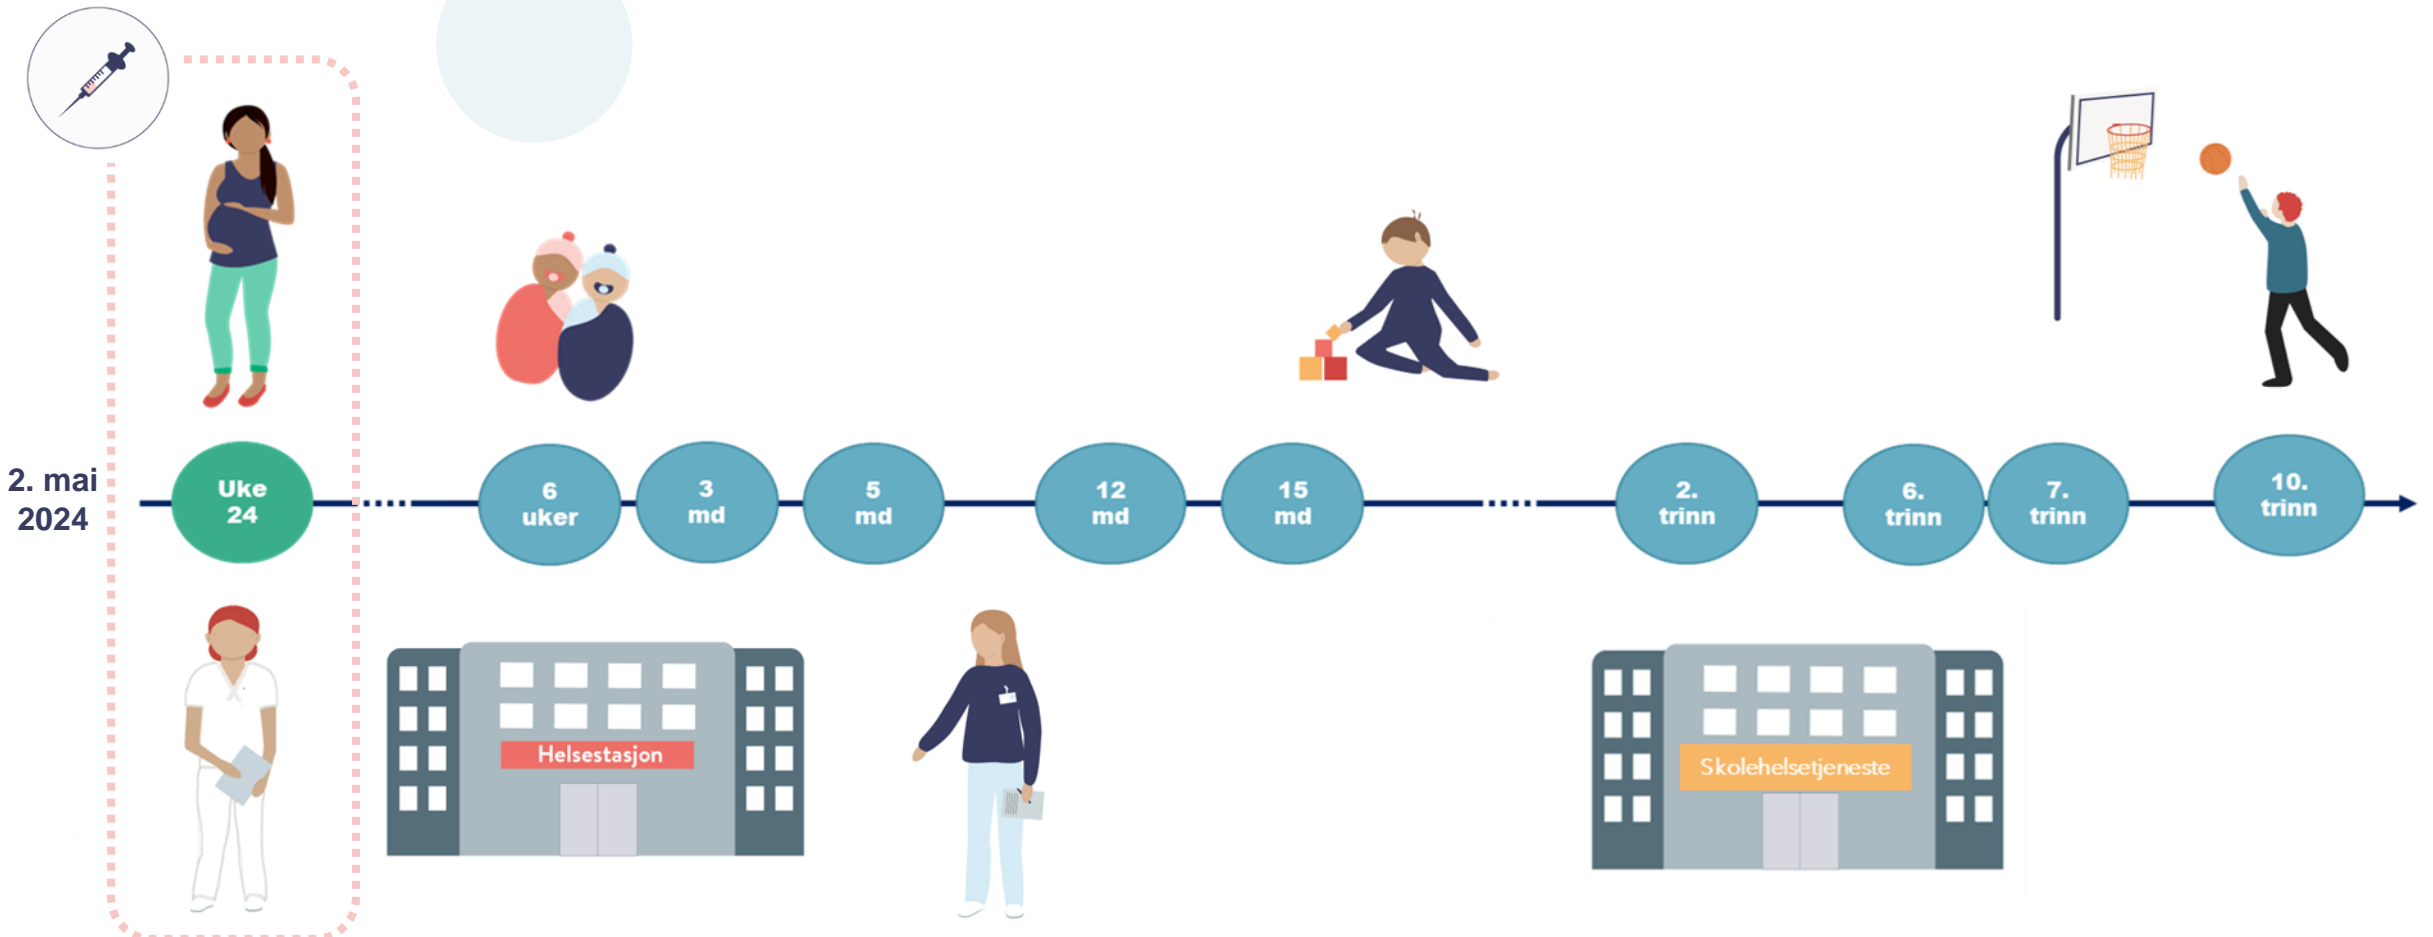 2. mai
2024
Uke
24
6
uker
3
md
5
md
12
md
15
md
2.
trinn
6.
trinn
7.
trinn
10.
trinn
Helsestasjon
Skolehelsetjeneste